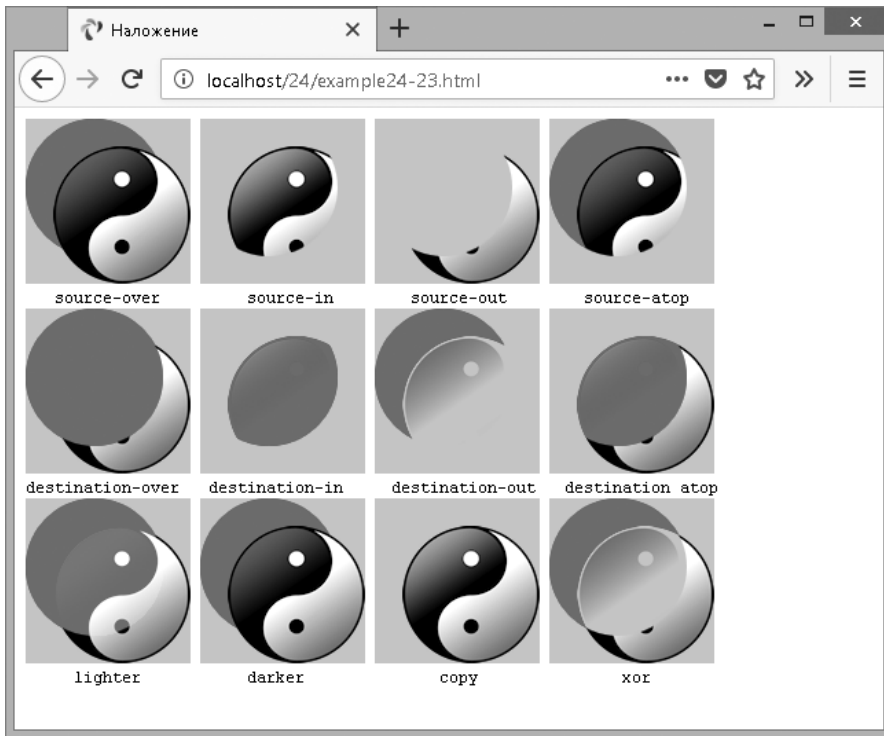 Наложение
localhost/24/example24-23.html
source-over source-in source-out source-atop
destination-over destination-in destination-out destination atop
lighter darker copy xor